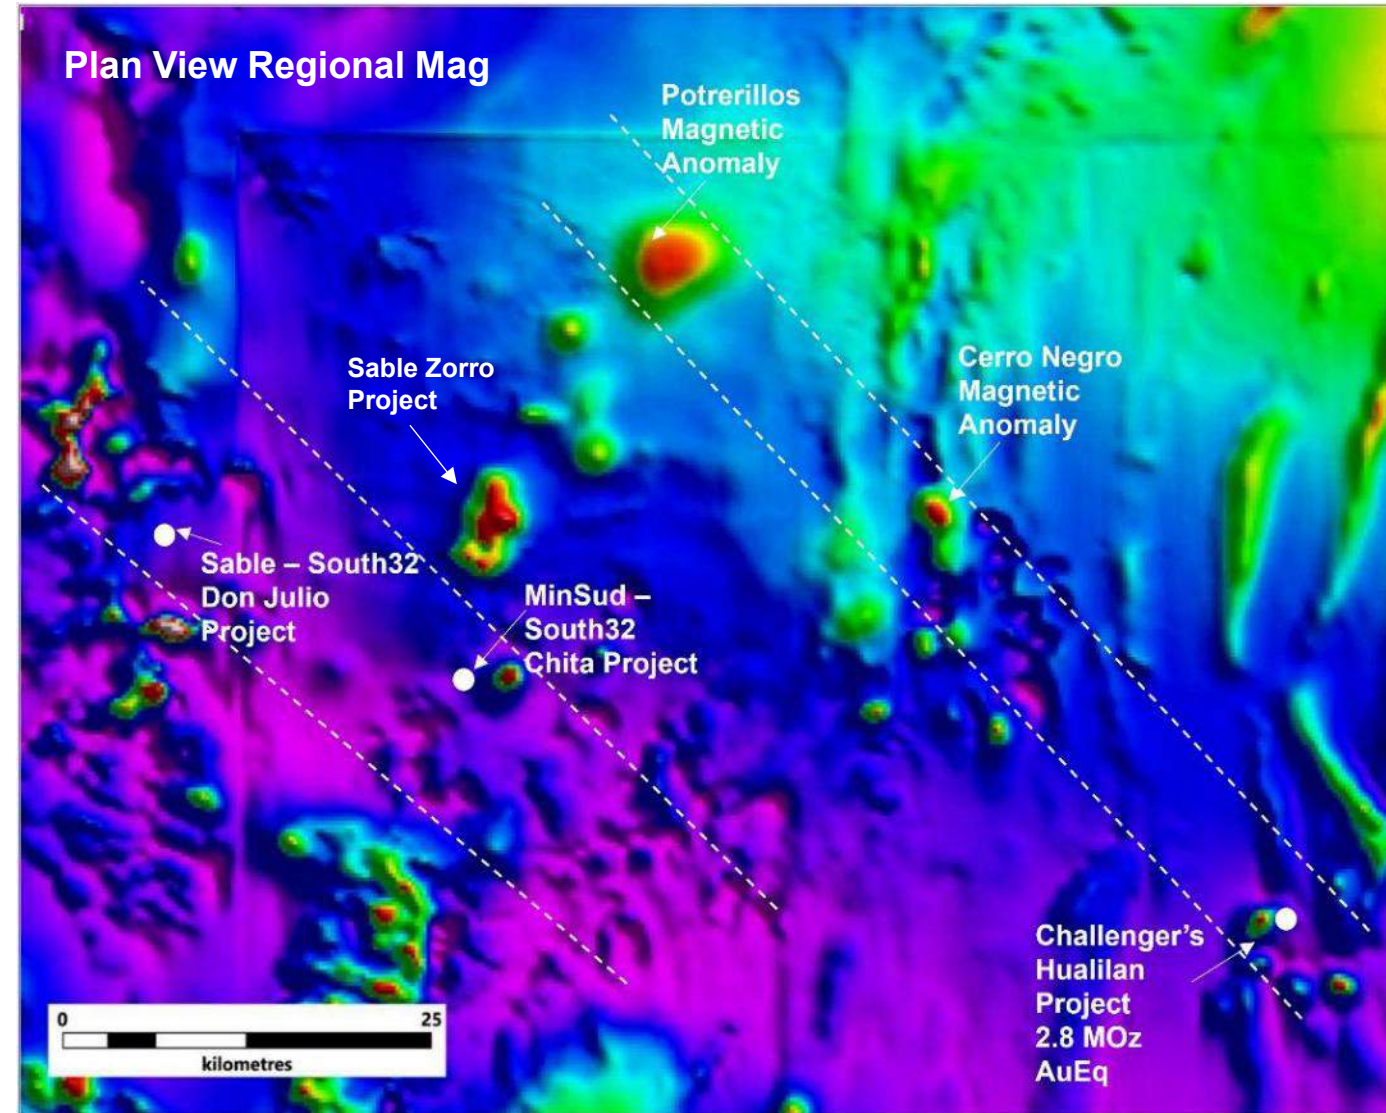 Plan View Regional Mag
Potrerillos
Magnetic
Anomaly
Sable Zorro
Project
Cerro Negro
Magnetic
Anomaly
Sable – South32
Don Julio
Project
MinSud –
South32
Chita Project
Challenger's
Hualilan
Project
2.8 MOz
AuEq
0 25
kilometres